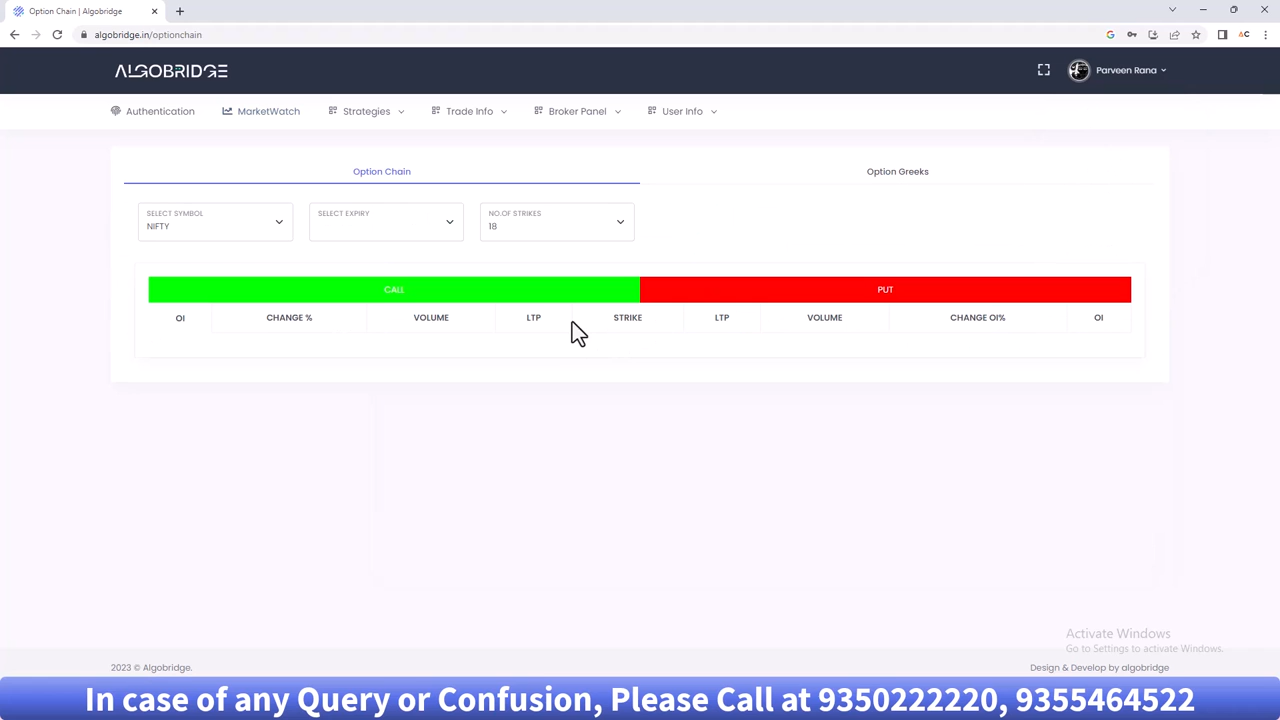 Option Chain | Algobridge
algobridge.in/optionchain
AC
ALGOBRIDGE
Parveen Rana
Authentication MarketWatch Strategies Trade Info Broker Panel User Info
Option Chain Option Greeks
SELECT SYMBOL SELECT EXPIRY NO.OF STRIKES
NIFTY 18
CALL PUT
OI CHANGE % VOLUME LTP STRIKE LTP VOLUME CHANGE OI% OI
Activate Windows
Go to Settings to activate Windows.
2023 © Algobridge. Design & Develop by algobridge
In case of any Query or Confusion, Please Call at 9350222220, 9355464522